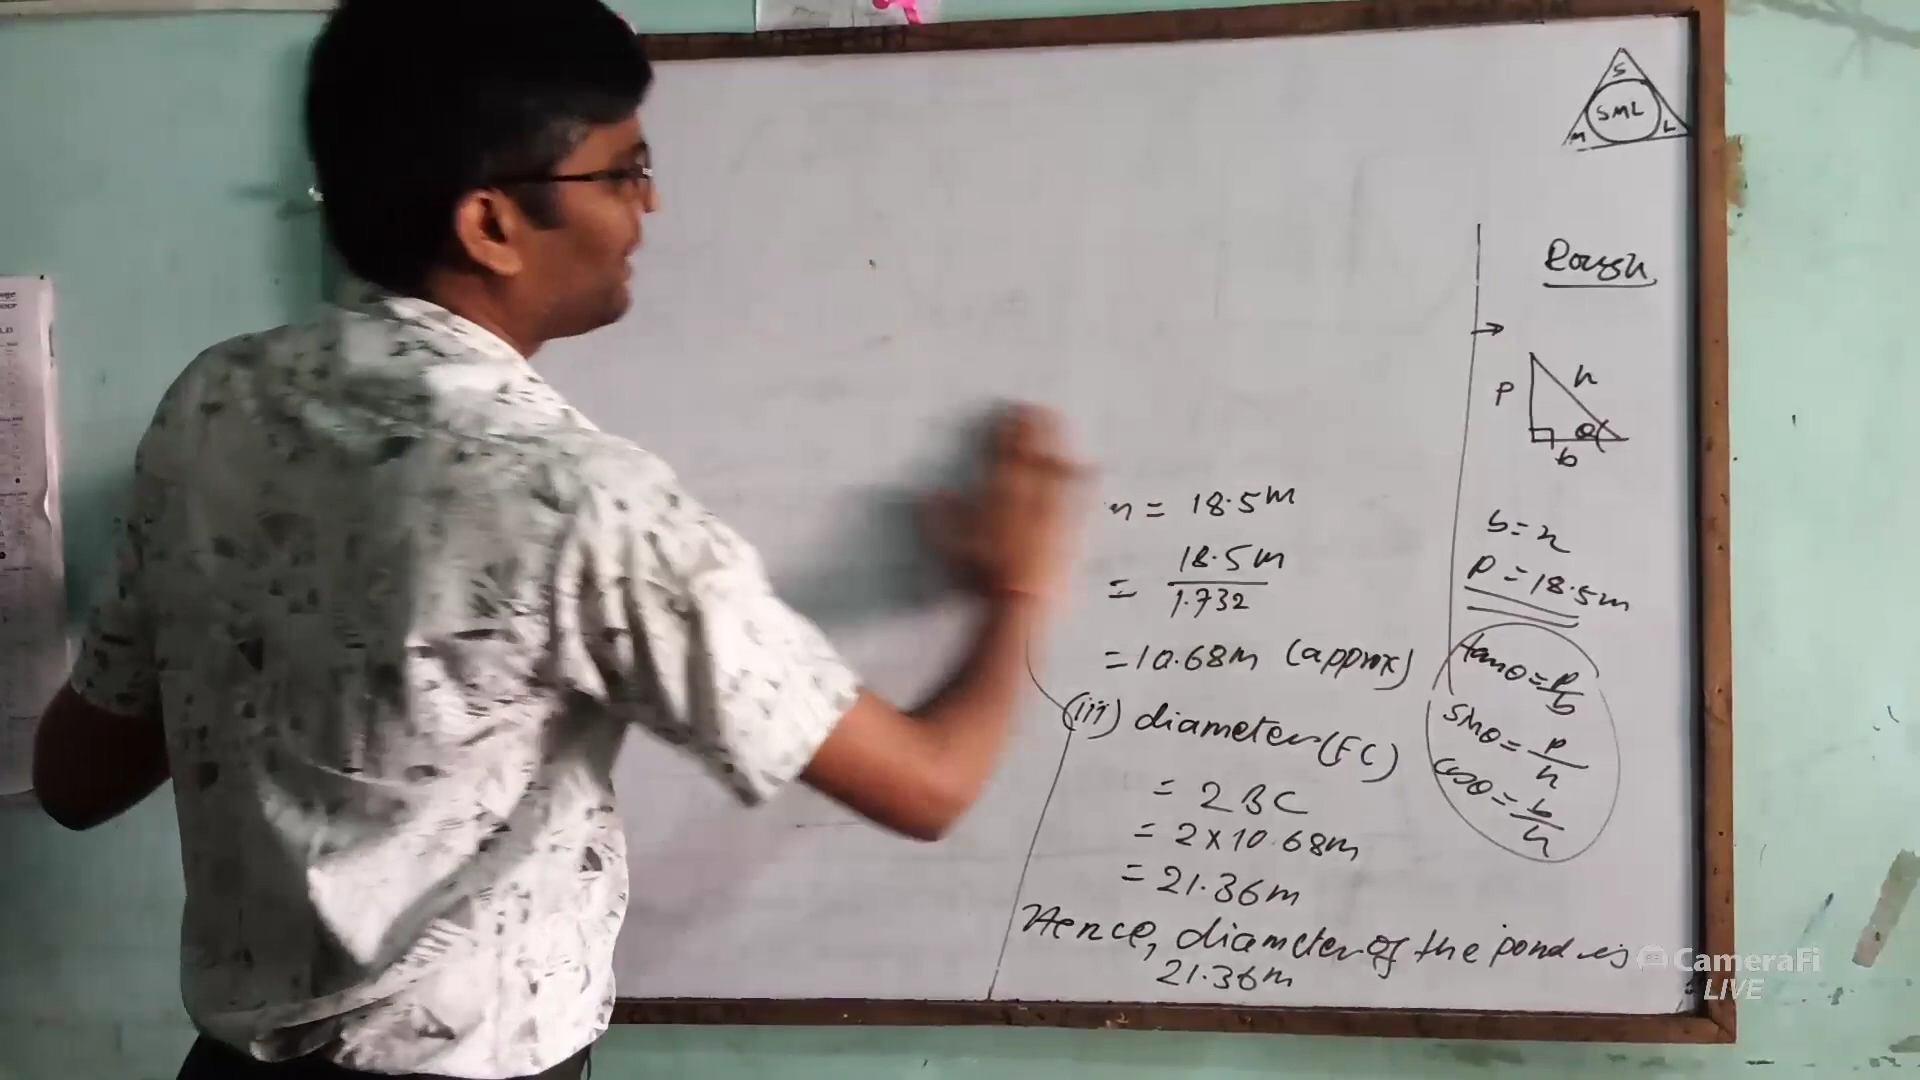 S
SML
M L
Rough
p h
θ
b
n = 18.5m
= 18.5m / 1.732
= 10.68m (approx)
(iii) diameter (FC)
= 2BC
= 2 × 10.68m
= 21.36m
Hence, diameter of the pond is
21.36m
b = x
p = 18.5m
tanθ = p/b
sinθ = p/h
cosθ = b/h
CameraFi
LIVE